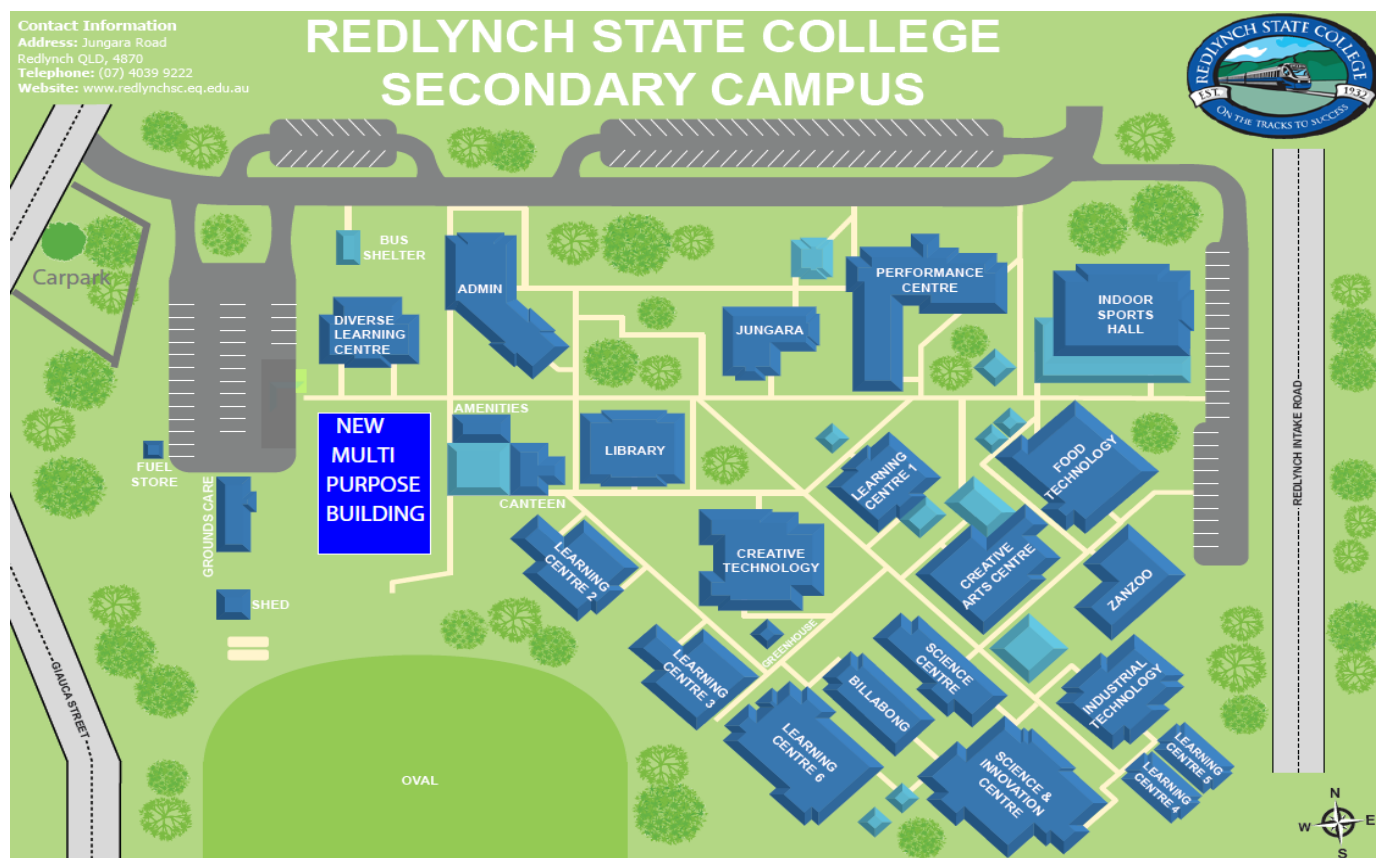 Contact Information
Address: Jungara Road
Redlynch QLD, 4870
Telephone: (07) 4039 9222
Website: www.redlynchsc.eq.edu.au
REDLYNCH STATE COLLEGE
SECONDARY CAMPUS
REDLYNCH STATE COLLEGE
EST.
1932
ON THE TRACKS TO SUCCESS
Carpark
BUS
SHELTER
ADMIN
DIVERSE
LEARNING
CENTRE
JUNGARA
PERFORMANCE
CENTRE
INDOOR
SPORTS
HALL
REDLYNCH INTAKE ROAD
AMENITIES
NEW
MULTI
PURPOSE
BUILDING
LIBRARY
CANTEEN
FUEL
STORE
GROUNDS CARE
SHED
LEARNING
CENTRE 1
FOOD
TECHNOLOGY
LEARNING
CENTRE 2
CREATIVE
TECHNOLOGY
CREATIVE
ARTS CENTRE
ZANZOO
GREENHOUSE
LEARNING
CENTRE 3
BILLABONG
SCIENCE
CENTRE
INDUSTRIAL
TECHNOLOGY
LEARNING
CENTRE 6
SCIENCE &
INNOVATION
CENTRE
LEARNING
CENTRE 5
LEARNING
CENTRE 4
GIAUCA STREET
OVAL
N
W
E
S